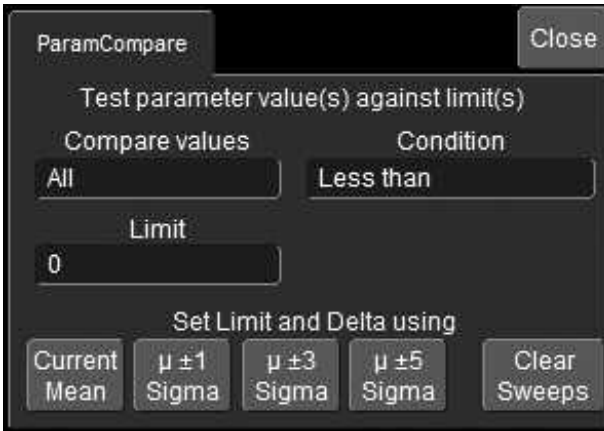 ParamCompare
Close
Test parameter value(s) against limit(s)
Compare values
Condition
All
Less than
Limit
0
Set Limit and Delta using
Current Mean
µ ±1 Sigma
µ ±3 Sigma
µ ±5 Sigma
Clear Sweeps